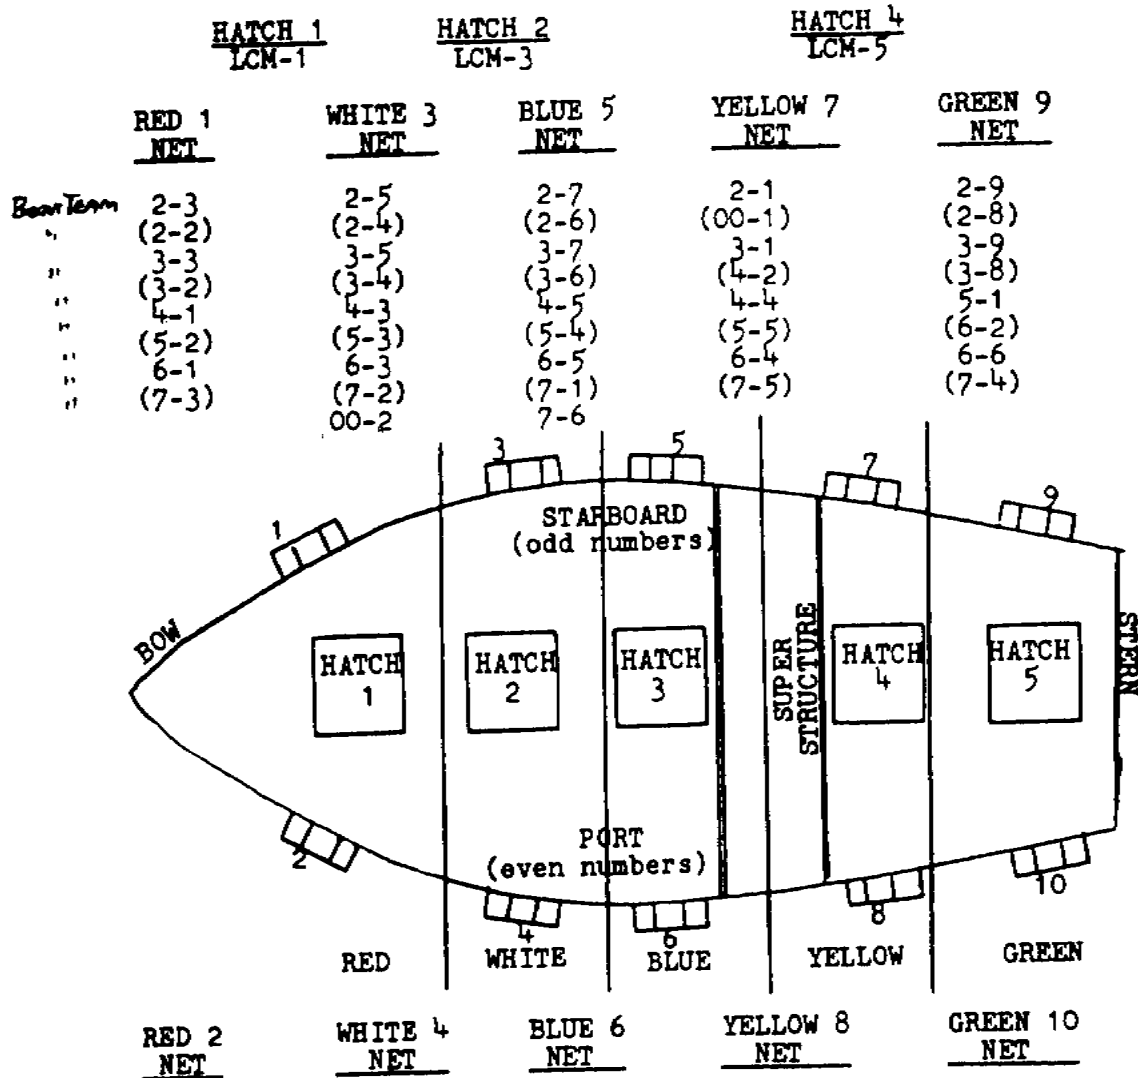 HATCH 1 HATCH 2 HATCH 4
LCM-1 LCM-3 LCM-5
RED 1 WHITE 3 BLUE 5 YELLOW 7 GREEN 9
NET NET NET NET NET
Boat Team 2-3 2-5 2-7 2-1 2-9
" (2-2) (2-4) (2-6) (00-1) (2-8)
" 3-3 3-5 3-7 3-1 3-9
" (3-2) (3-4) (3-6) (4-2) (3-8)
" 4-1 4-3 4-5 4-4 5-1
" (5-2) (5-3) (5-4) (5-5) (6-2)
" 6-1 6-3 6-5 6-4 6-6
" (7-3) (7-2) (7-1) (7-5) (7-4)
00-2 7-6
3 5 7 9
1
STARBOARD
(odd numbers)
BOW
HATCH 1
HATCH 2
HATCH 3
SUPER
STRUCTURE
HATCH 4
HATCH 5
STERN
PORT
(even numbers)
2 4 6 8 10
RED WHITE BLUE YELLOW GREEN
RED 2 WHITE 4 BLUE 6 YELLOW 8 GREEN 10
NET NET NET NET NET